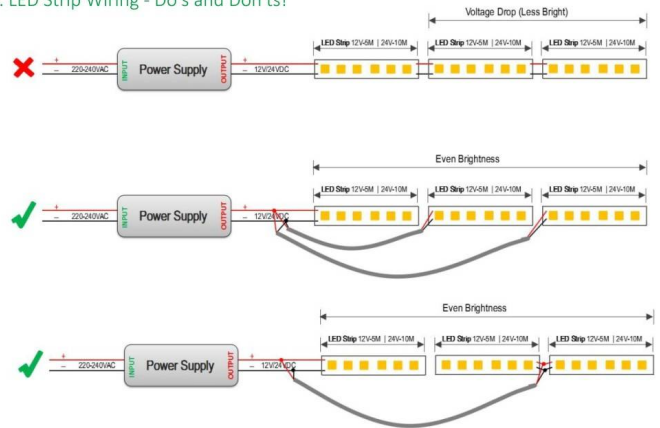 . LED Strip Wiring - Do's and Don'ts!
Voltage Drop (Less Bright)
LED Strip 12V-5M | 24V-10M
LED Strip 12V-5M | 24V-10M
LED Strip 12V-5M | 24V-10M
+
− 220-240VAC
INPUT
Power Supply
OUTPUT
+
− 12V/24VDC
Even Brightness
LED Strip 12V-5M | 24V-10M
LED Strip 12V-5M | 24V-10M
LED Strip 12V-5M | 24V-10M
+
− 220-240VAC
INPUT
Power Supply
OUTPUT
+
− 12V/24VDC
Even Brightness
LED Strip 12V-5M | 24V-10M
LED Strip 12V-5M | 24V-10M
LED Strip 12V-5M | 24V-10M
+
− 220-240VAC
INPUT
Power Supply
OUTPUT
+
− 12V/24VDC